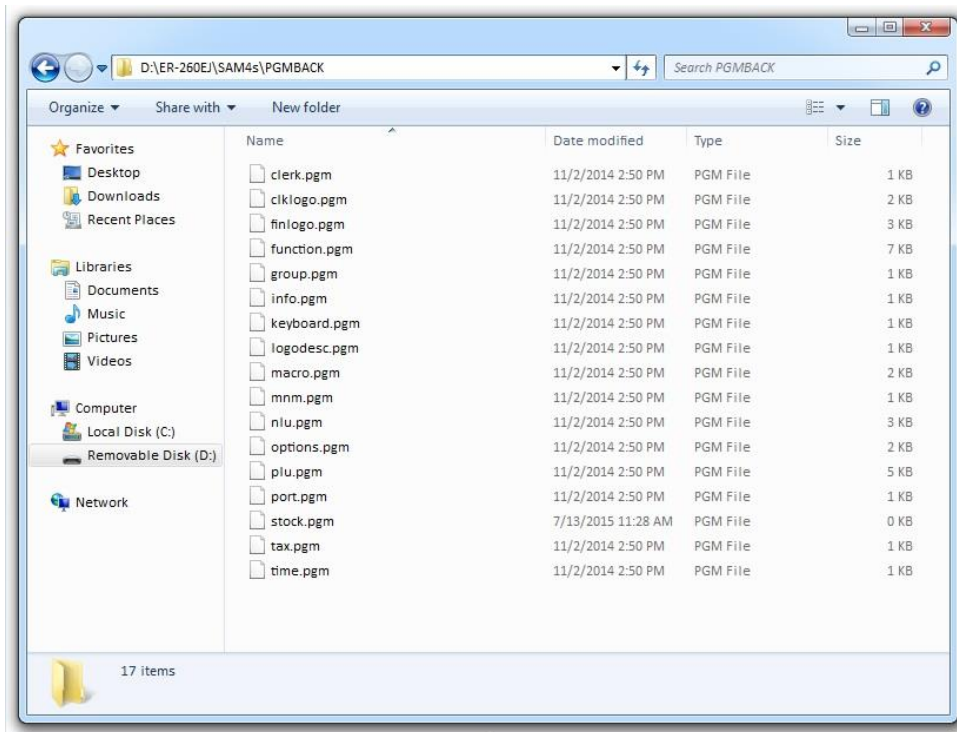 D:\ER-260EJ\SAM4s\PGMBACK Search PGMBACK
Organize Share with New folder
Favorites
Desktop
Downloads
Recent Places
Libraries
Documents
Music
Pictures
Videos
Computer
Local Disk (C:)
Removable Disk (D:)
Network
Name Date modified Type Size
clerk.pgm 11/2/2014 2:50 PM PGM File 1 KB
clklogo.pgm 11/2/2014 2:50 PM PGM File 2 KB
finlogo.pgm 11/2/2014 2:50 PM PGM File 3 KB
function.pgm 11/2/2014 2:50 PM PGM File 7 KB
group.pgm 11/2/2014 2:50 PM PGM File 1 KB
info.pgm 11/2/2014 2:50 PM PGM File 1 KB
keyboard.pgm 11/2/2014 2:50 PM PGM File 1 KB
logodesc.pgm 11/2/2014 2:50 PM PGM File 1 KB
macro.pgm 11/2/2014 2:50 PM PGM File 2 KB
mnm.pgm 11/2/2014 2:50 PM PGM File 1 KB
nlu.pgm 11/2/2014 2:50 PM PGM File 3 KB
options.pgm 11/2/2014 2:50 PM PGM File 2 KB
plu.pgm 11/2/2014 2:50 PM PGM File 5 KB
port.pgm 11/2/2014 2:50 PM PGM File 1 KB
stock.pgm 7/13/2015 11:28 AM PGM File 0 KB
tax.pgm 11/2/2014 2:50 PM PGM File 1 KB
time.pgm 11/2/2014 2:50 PM PGM File 1 KB
17 items